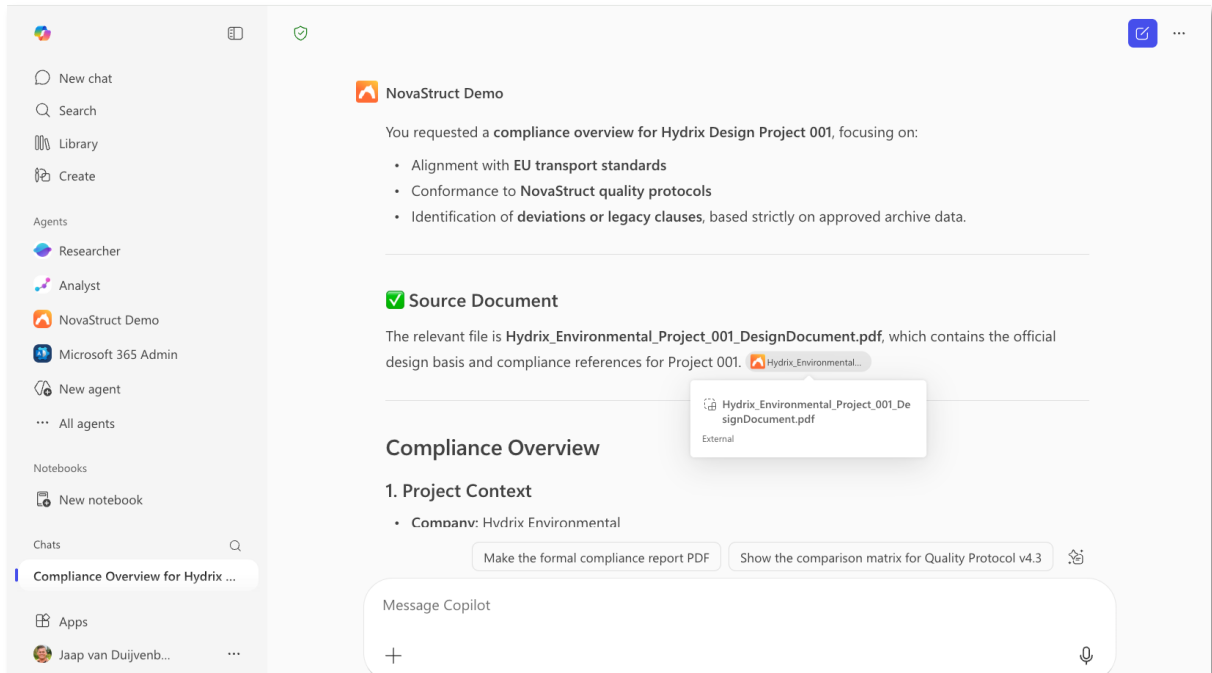 New chat
Search
Library
Create
Agents
Researcher
Analyst
NovaStruct Demo
Microsoft 365 Admin
New agent
All agents
Notebooks
New notebook
Chats
Compliance Overview for Hydrix ...
Apps
Jaap van Duijvenb...
NovaStruct Demo
You requested a compliance overview for Hydrix Design Project 001, focusing on:
• Alignment with EU transport standards
• Conformance to NovaStruct quality protocols
• Identification of deviations or legacy clauses, based strictly on approved archive data.
✅ Source Document
The relevant file is Hydrix_Environmental_Project_001_DesignDocument.pdf, which contains the official
design basis and compliance references for Project 001. Hydrix_Environmental...
Hydrix_Environmental_Project_001_De
signDocument.pdf
External
Compliance Overview
1. Project Context
• Company: Hydrix Environmental
Make the formal compliance report PDF
Show the comparison matrix for Quality Protocol v4.3
Message Copilot